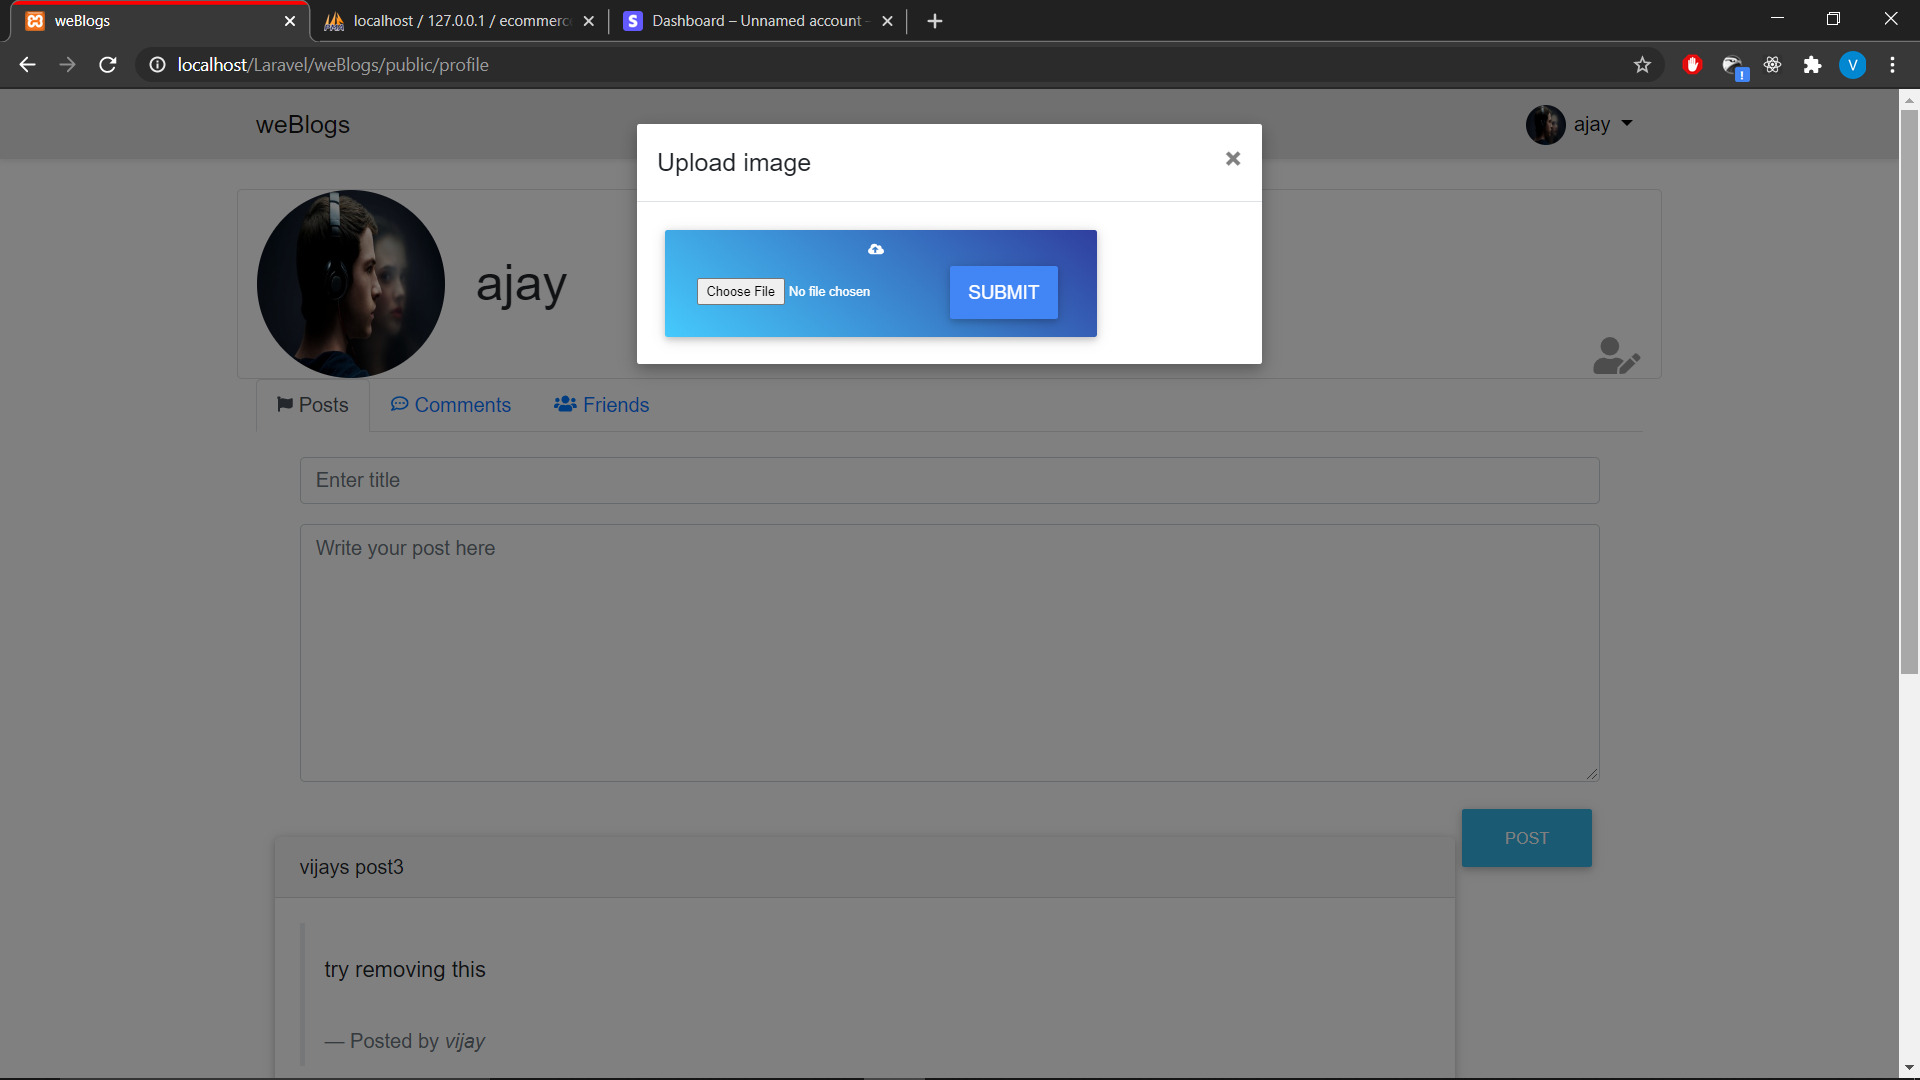 weBlogs
localhost / 127.0.0.1 / ecommerc
S Dashboard – Unnamed account -
localhost/Laravel/weBlogs/public/profile
V
weBlogs
ajay
Upload image
ajay
Choose File No file chosen
SUBMIT
Posts
Comments
Friends
Enter title
Write your post here
POST
vijays post3
try removing this
— Posted by vijay